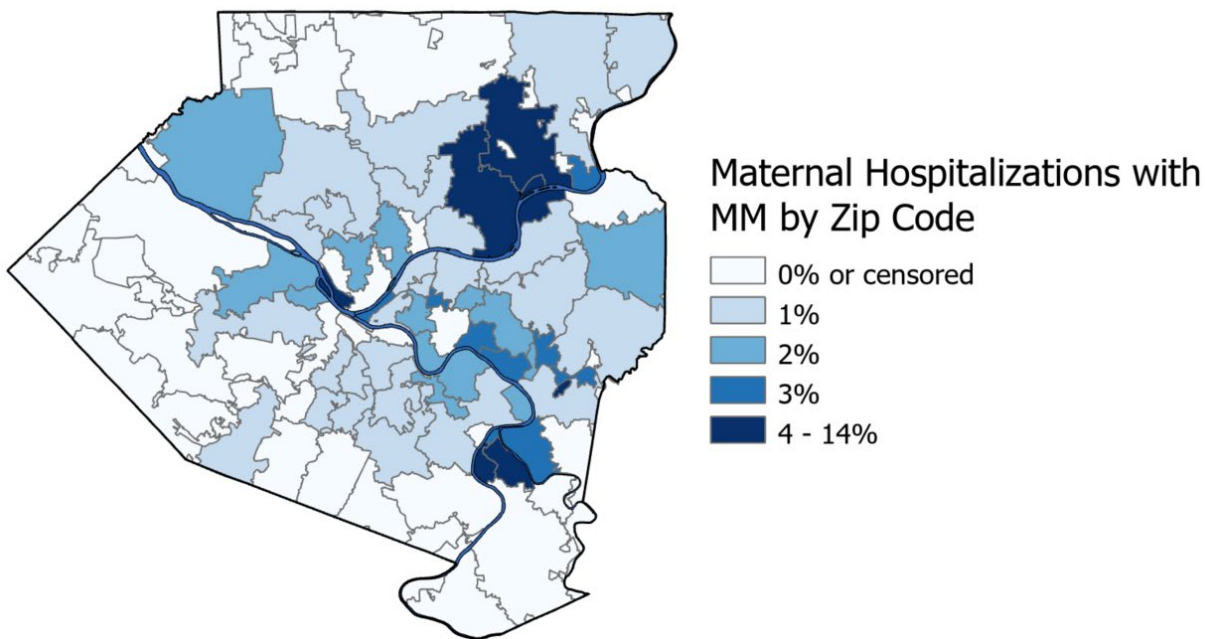 Maternal Hospitalizations with
MM by Zip Code
0% or censored
1%
2%
3%
4 - 14%